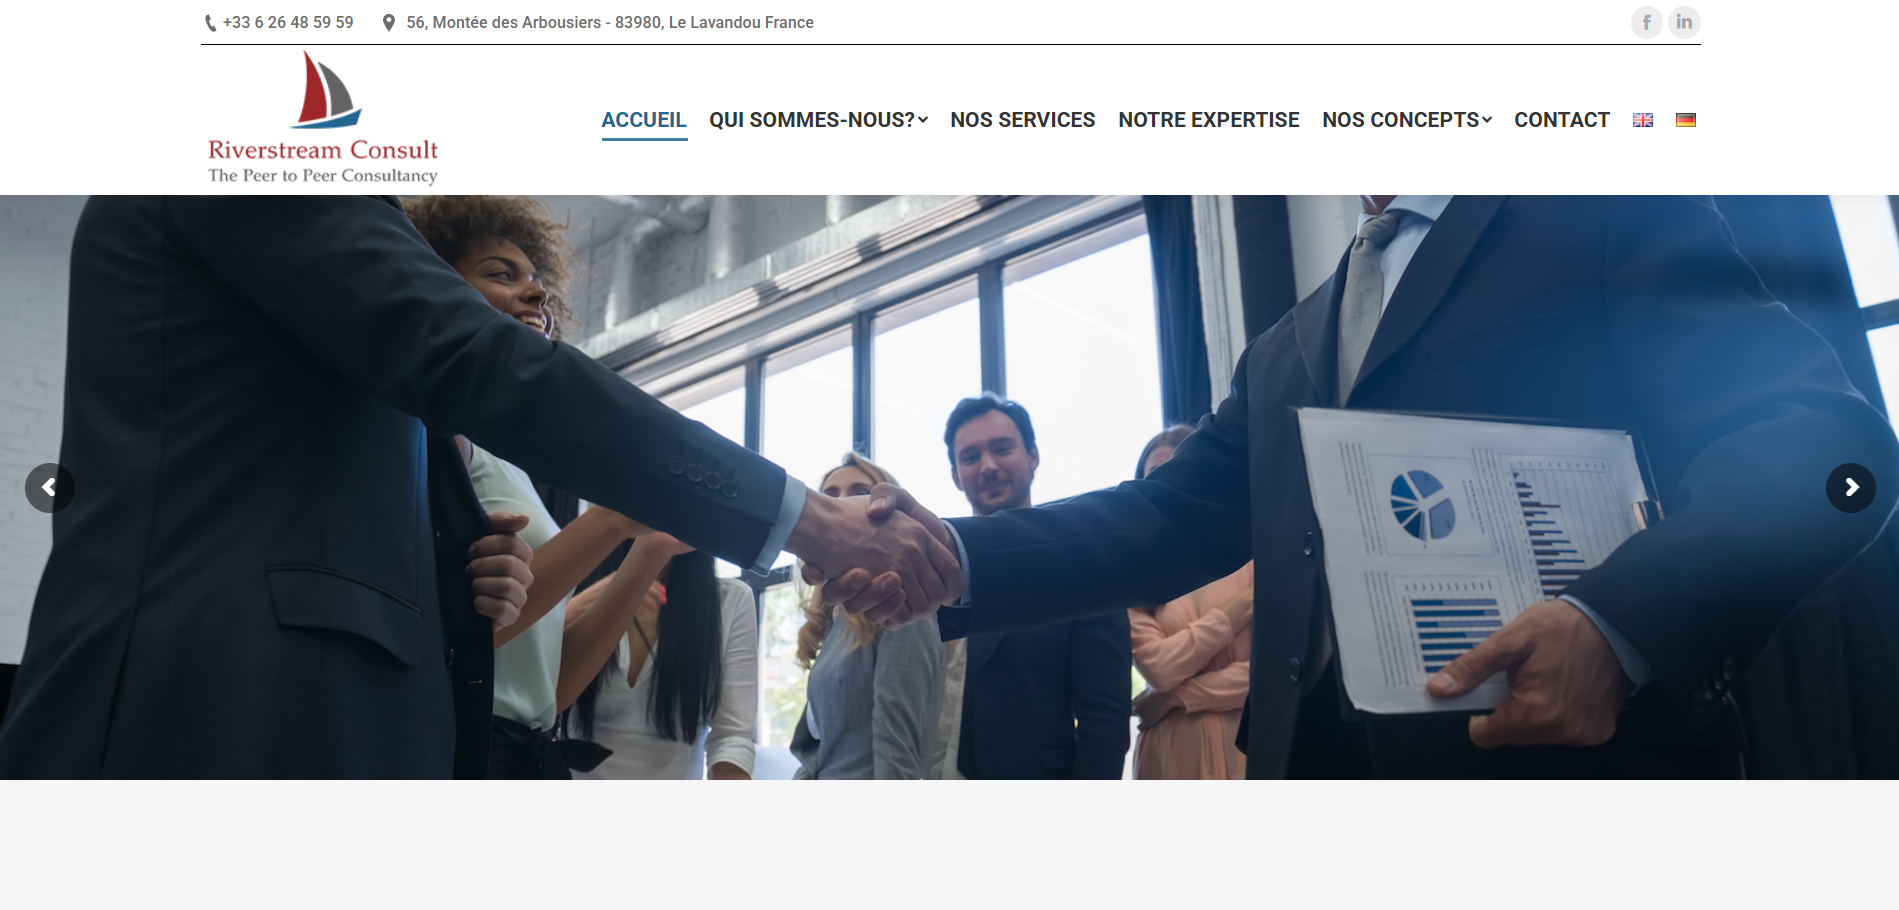 +33 6 26 48 59 59 56, Montée des Arbousiers - 83980, Le Lavandou France
Riverstream Consult
The Peer to Peer Consultancy
ACCUEIL QUI SOMMES-NOUS? NOS SERVICES NOTRE EXPERTISE NOS CONCEPTS CONTACT